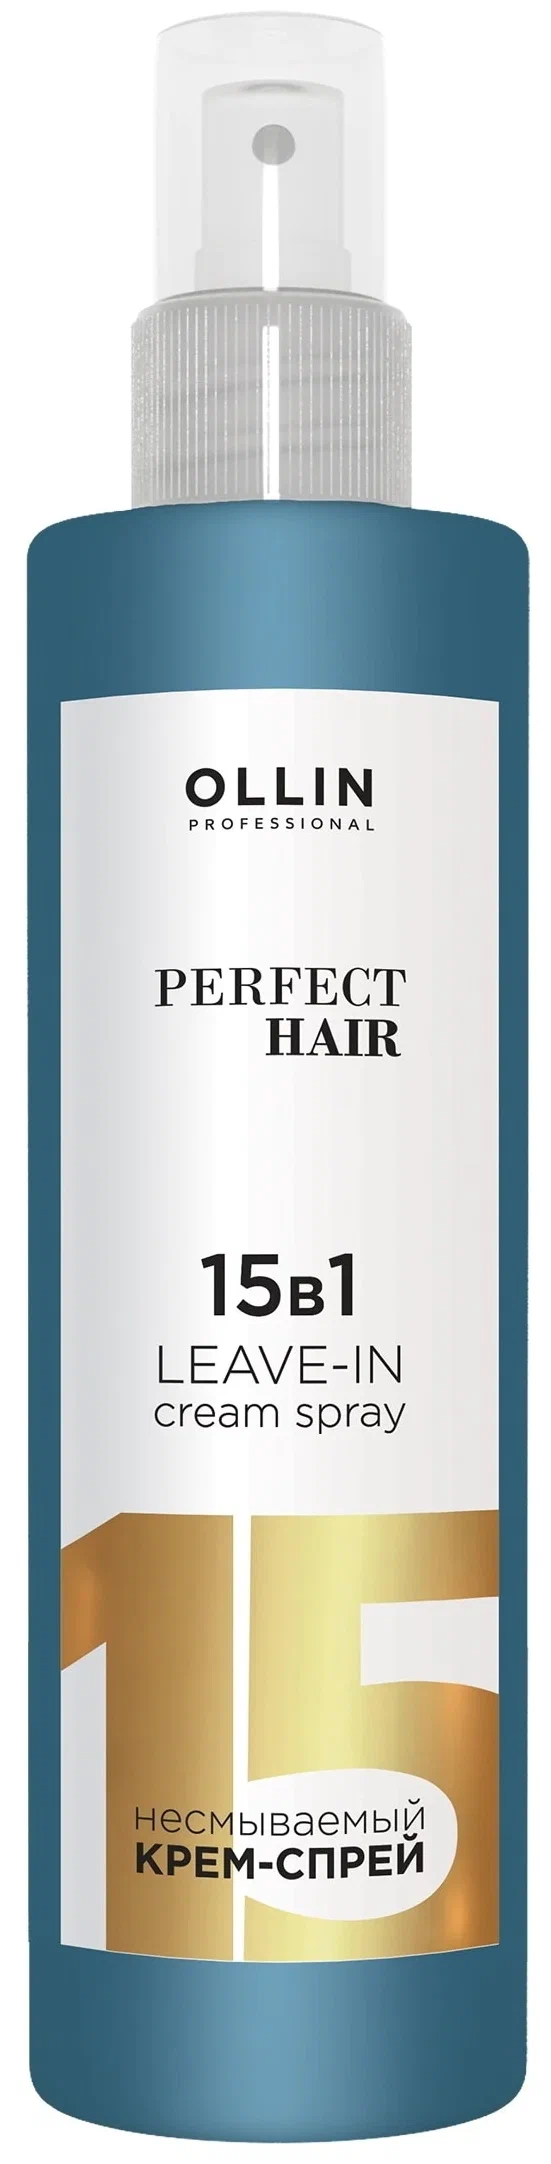 OLLIN
PROFESSIONAL
PERFECT
HAIR
15в1
LEAVE-IN
cream spray
15
несмываемый
КРЕМ-СПРЕЙ